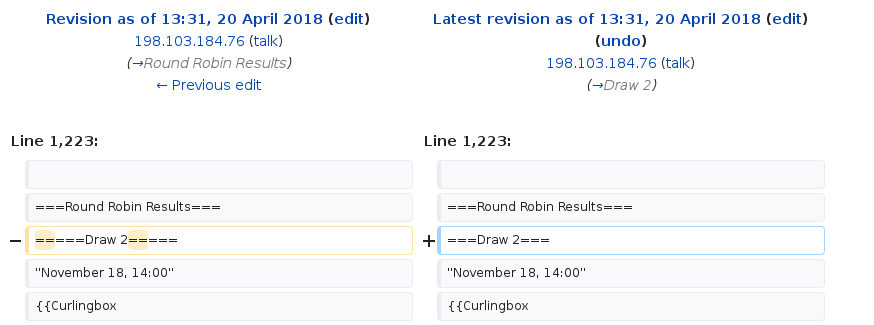 Revision as of 13:31, 20 April 2018 (edit)
198.103.184.76 (talk)
(→Round Robin Results)
← Previous edit
Latest revision as of 13:31, 20 April 2018 (edit)
(undo)
198.103.184.76 (talk)
(→Draw 2)
Line 1,223:
Line 1,223:
===Round Robin Results===
===Round Robin Results===
− =====Draw 2=====
+ ===Draw 2===
"November 18, 14:00"
"November 18, 14:00"
{{Curlingbox
{{Curlingbox